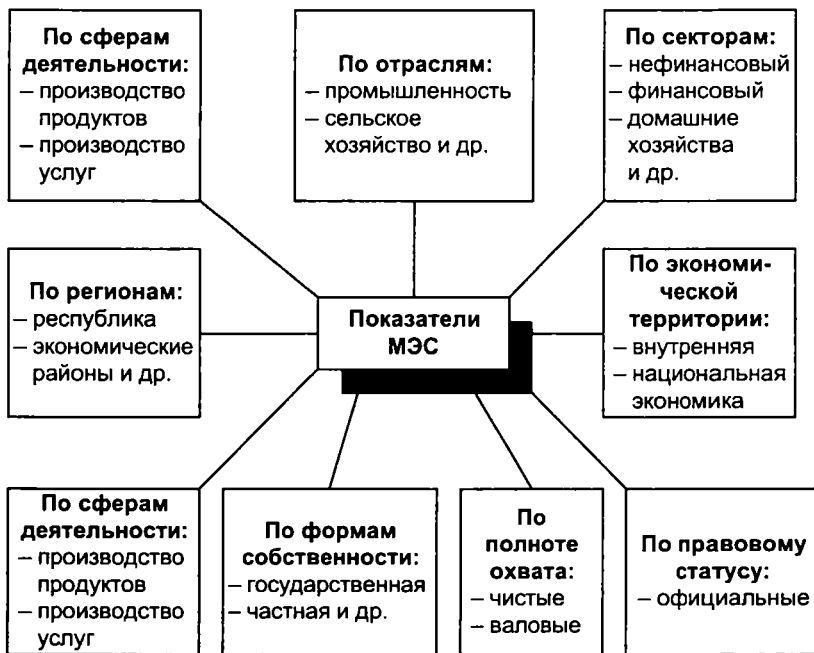 По сферам
деятельности:
– производство
продуктов
– производство
услуг
По отраслям:
– промышленность
– сельское
хозяйство и др.
По секторам:
– нефинансовый
– финансовый
– домашние
хозяйства
и др.
По регионам:
– республика
– экономические
районы и др.
Показатели
МЭС
По экономи-
ческой
территории:
– внутренняя
– национальная
экономика
По сферам
деятельности:
– производство
продуктов
– производство
услуг
По формам
собственности:
– государственная
– частная и др.
По
полноте
охвата:
– чистые
– валовые
По правовому
статусу:
– официальные